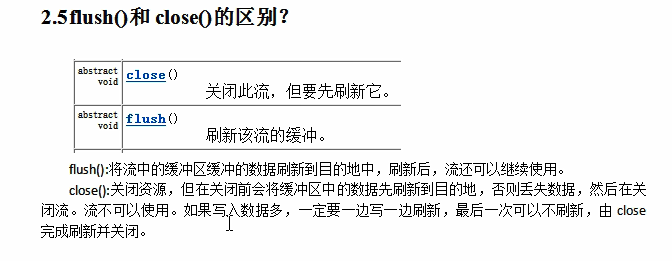 2.5flush()和 close()的区别？
abstract void close()
关闭此流，但要先刷新它。
abstract void flush()
刷新该流的缓冲。
flush():将流中的缓冲区缓冲的数据刷新到目的地中，刷新后，流还可以继续使用。
close():关闭资源，但在关闭前会将缓冲区中的数据先刷新到目的地，否则丢失数据，然后在关
闭流。流不可以使用。如果写入数据多，一定要一边写一边刷新，最后一次可以不刷新，由 close
完成刷新并关闭。